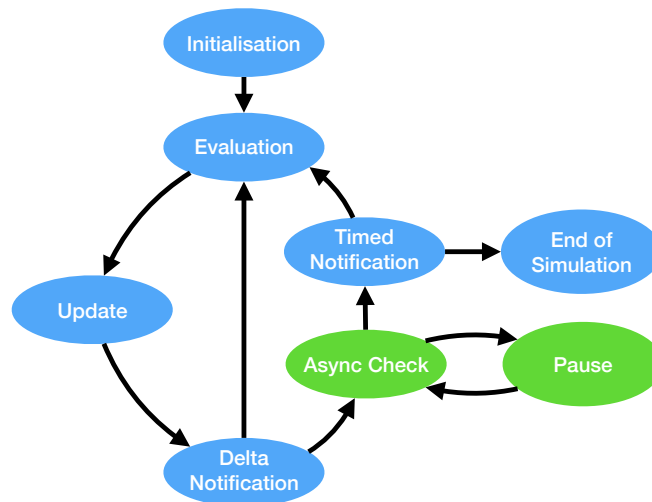 Initialisation
Evaluation
Timed
Notification
End of
Simulation
Update
Async Check
Pause
Delta
Notification